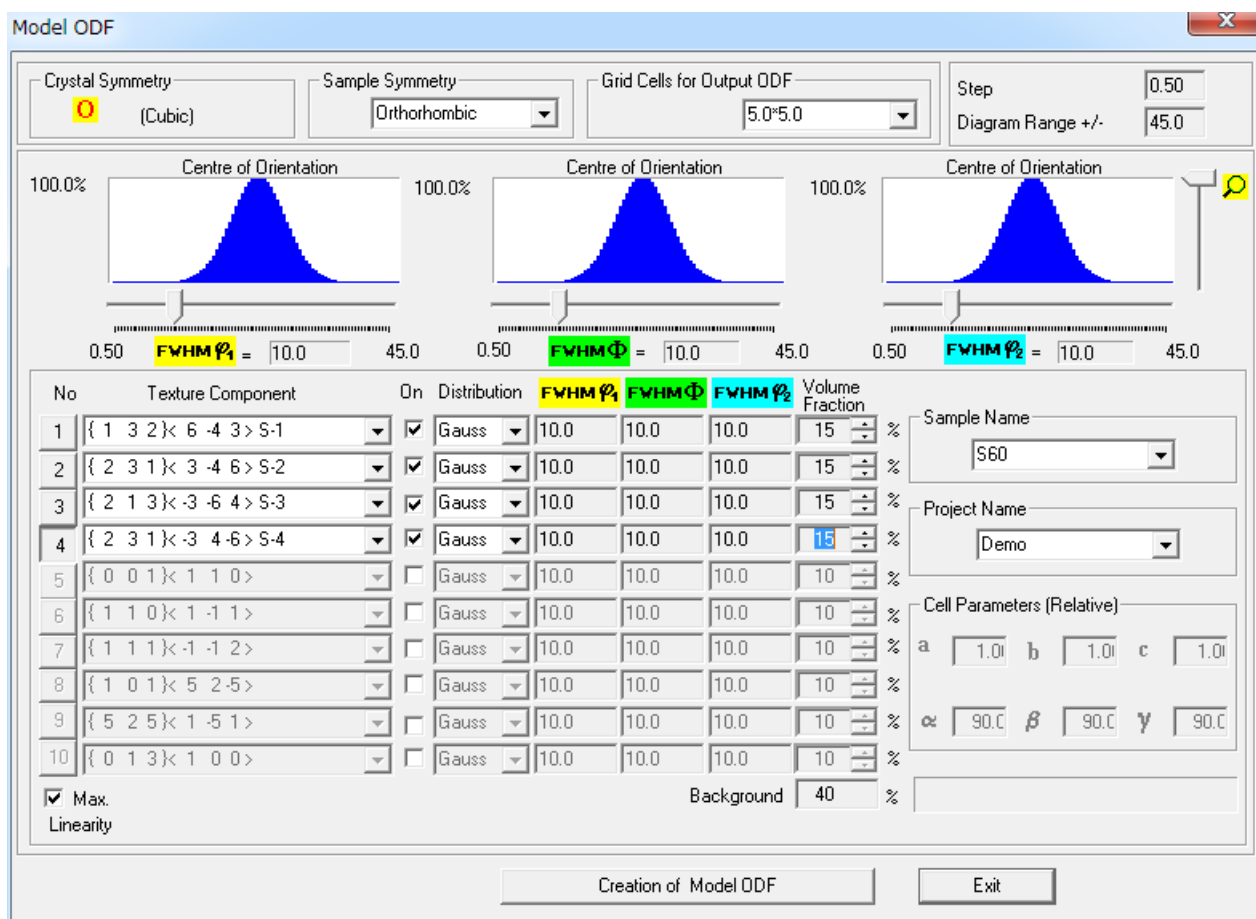 Model ODF
X
Crystal Symmetry
O (Cubic)
Sample Symmetry
Orthorhombic
Grid Cells for Output ODF
5.0*5.0
Step 0.50
Diagram Range +/- 45.0
Centre of Orientation
100.0%
0.50 FWHM φ1 = 10.0 45.0
Centre of Orientation
100.0%
0.50 FWHM Φ = 10.0 45.0
Centre of Orientation
100.0%
0.50 FWHM φ2 = 10.0 45.0
No Texture Component On Distribution FWHM φ1 FWHM Φ FWHM φ2 Volume Fraction
1 { 1 3 2}< 6 -4 3> S-1 Gauss 10.0 10.0 10.0 15 %
2 { 2 3 1}< 3 -4 6> S-2 Gauss 10.0 10.0 10.0 15 %
3 { 2 1 3}< -3 -6 4> S-3 Gauss 10.0 10.0 10.0 15 %
4 { 2 3 1}< -3 4 -6> S-4 Gauss 10.0 10.0 10.0 15 %
5 { 0 0 1}< 1 1 0> Gauss 10.0 10.0 10.0 10 %
6 { 1 1 0}< 1 -1 1> Gauss 10.0 10.0 10.0 10 %
7 { 1 1 1}< -1 -1 2> Gauss 10.0 10.0 10.0 10 %
8 { 1 0 1}< 5 2 -5> Gauss 10.0 10.0 10.0 10 %
9 { 5 2 5}< 1 -5 1> Gauss 10.0 10.0 10.0 10 %
10 { 0 1 3}< 1 0 0> Gauss 10.0 10.0 10.0 10 %
Max.
Linearity
Background 40 %
Sample Name
S60
Project Name
Demo
Cell Parameters (Relative)
a 1.0 b 1.0 c 1.0
α 90.0 β 90.0 γ 90.0
Creation of Model ODF
Exit